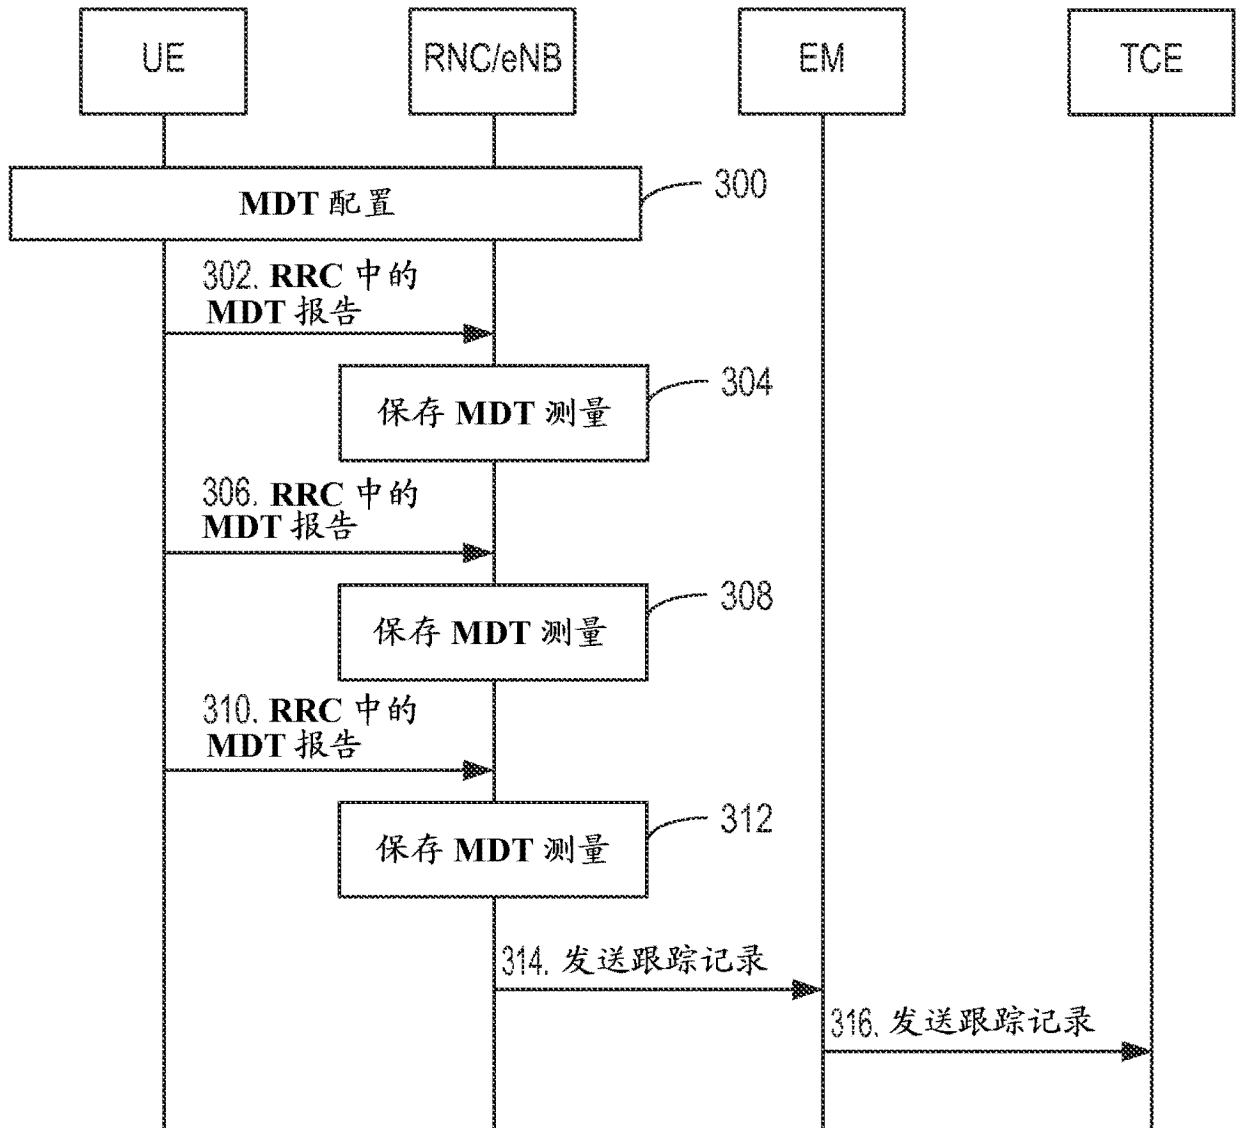 UE
RNC/eNB
EM
TCE
MDT 配置
300
302. RRC 中的
MDT 报告
保存 MDT 测量
304
306. RRC 中的
MDT 报告
保存 MDT 测量
308
310. RRC 中的
MDT 报告
保存 MDT 测量
312
314. 发送跟踪记录
316. 发送跟踪记录